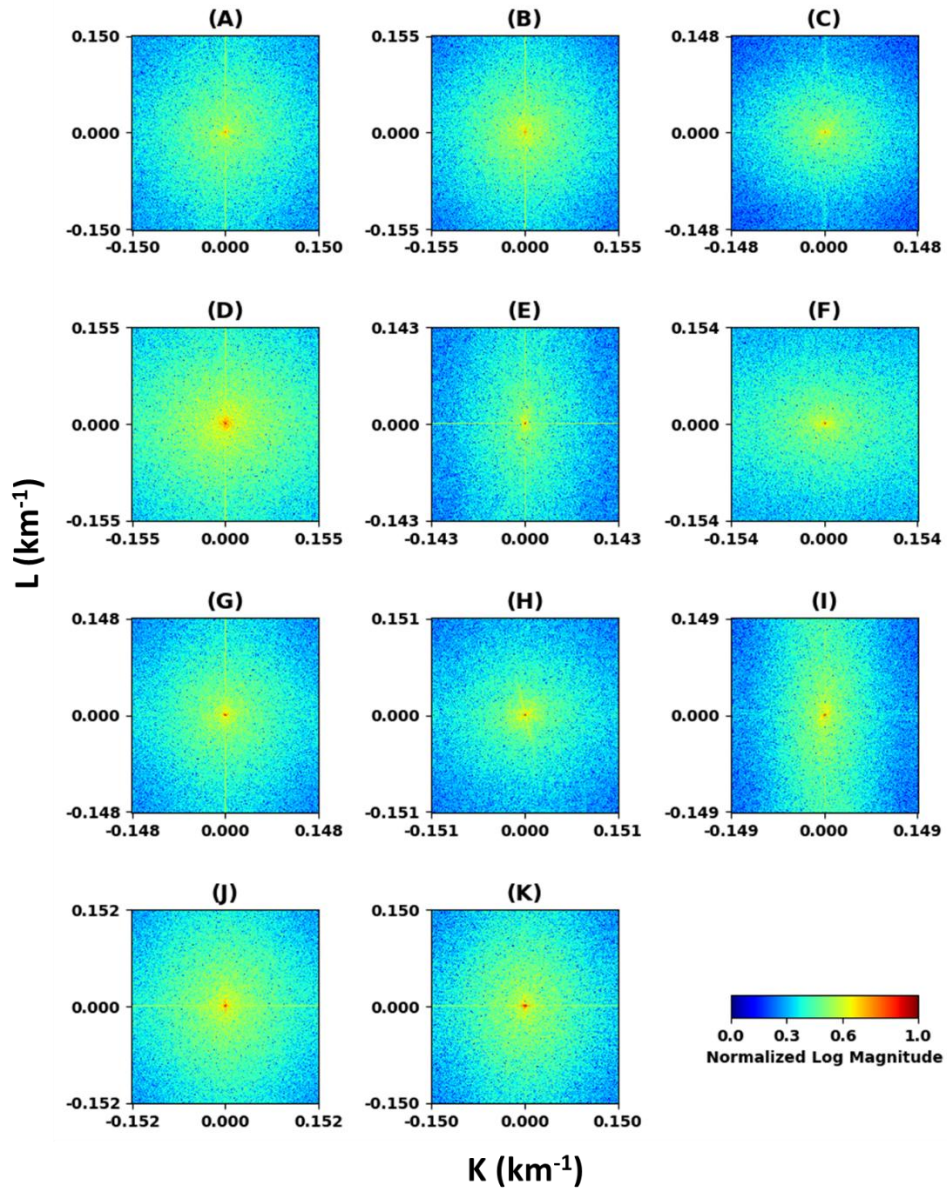 (A) (B) (C)
0.150 0.155 0.148
0.000 0.000 0.000
-0.150 -0.155 -0.148
-0.150 0.000 0.150 -0.155 0.000 0.155 -0.148 0.000 0.148
(D) (E) (F)
0.155 0.143 0.154
0.000 0.000 0.000
-0.155 -0.143 -0.154
-0.155 0.000 0.155 -0.143 0.000 0.143 -0.154 0.000 0.154
L (km⁻¹)
(G) (H) (I)
0.148 0.151 0.149
0.000 0.000 0.000
-0.148 -0.151 -0.149
-0.148 0.000 0.148 -0.151 0.000 0.151 -0.149 0.000 0.149
(J) (K)
0.152 0.150
0.000 0.000
-0.152 -0.150
-0.152 0.000 0.152 -0.150 0.000 0.150
0.0 0.3 0.6 1.0
Normalized Log Magnitude
K (km⁻¹)